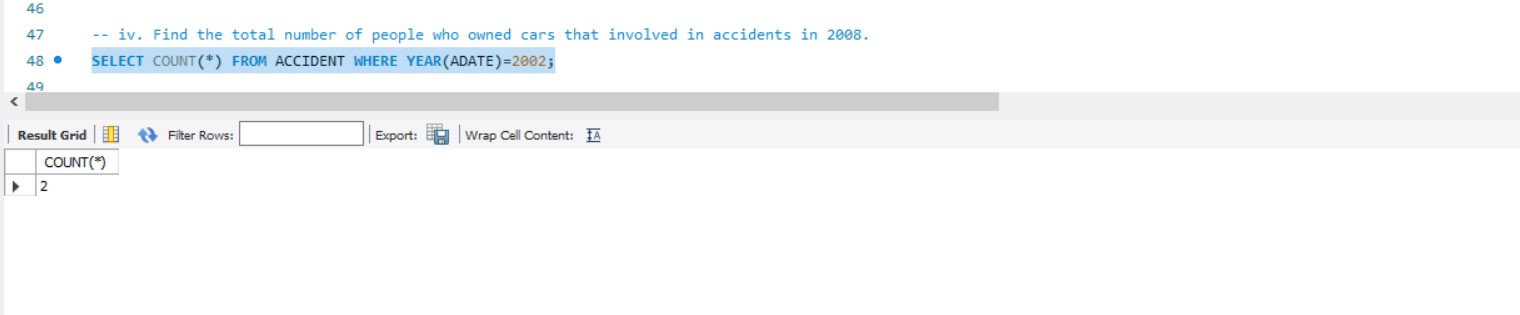 46
47 -- iv. Find the total number of people who owned cars that involved in accidents in 2008.
48 SELECT COUNT(*) FROM ACCIDENT WHERE YEAR(ADATE)=2002;
49
Result Grid Filter Rows: Export: Wrap Cell Content: IA
COUNT(*)
2